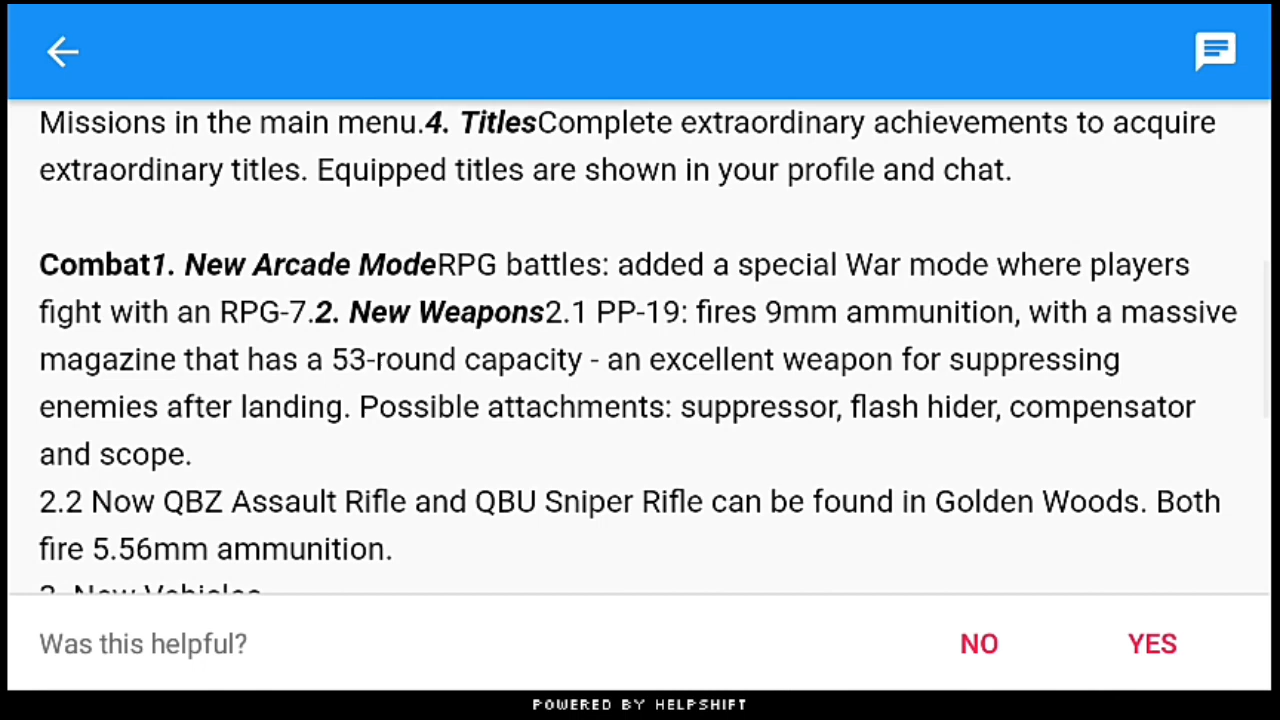 Missions in the main menu.4. TitlesComplete extraordinary achievements to acquire
extraordinary titles. Equipped titles are shown in your profile and chat.
Combat1. New Arcade ModeRPG battles: added a special War mode where players
fight with an RPG-7.2. New Weapons2.1 PP-19: fires 9mm ammunition, with a massive
magazine that has a 53-round capacity - an excellent weapon for suppressing
enemies after landing. Possible attachments: suppressor, flash hider, compensator
and scope.
2.2 Now QBZ Assault Rifle and QBU Sniper Rifle can be found in Golden Woods. Both
fire 5.56mm ammunition.
3. New Vehicles
Was this helpful?
NO
YES
POWERED BY HELPSHIFT